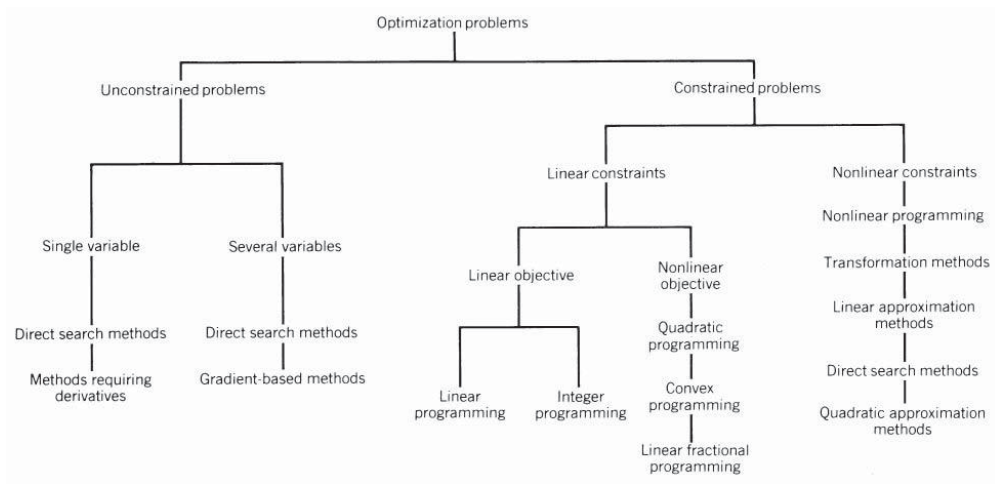 Optimization problems
Unconstrained problems
Constrained problems
Linear constraints
Nonlinear constraints
Nonlinear programming
Single variable
Several variables
Linear objective
Nonlinear
objective
Transformation methods
Linear approximation
methods
Direct search methods
Direct search methods
Quadratic
programming
Methods requiring
derivatives
Gradient-based methods
Direct search methods
Linear
programming
Integer
programming
Convex
programming
Quadratic approximation
methods
Linear fractional
programming